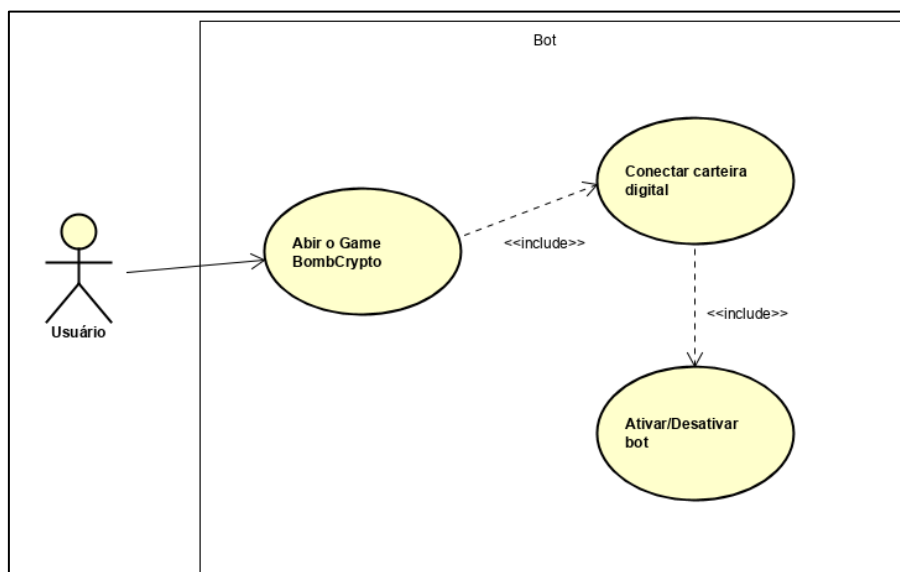 Bot
Conectar carteira
digital
Abir o Game
BombCrypto
<<include>>
<<include>>
Usuário
Ativar/Desativar
bot